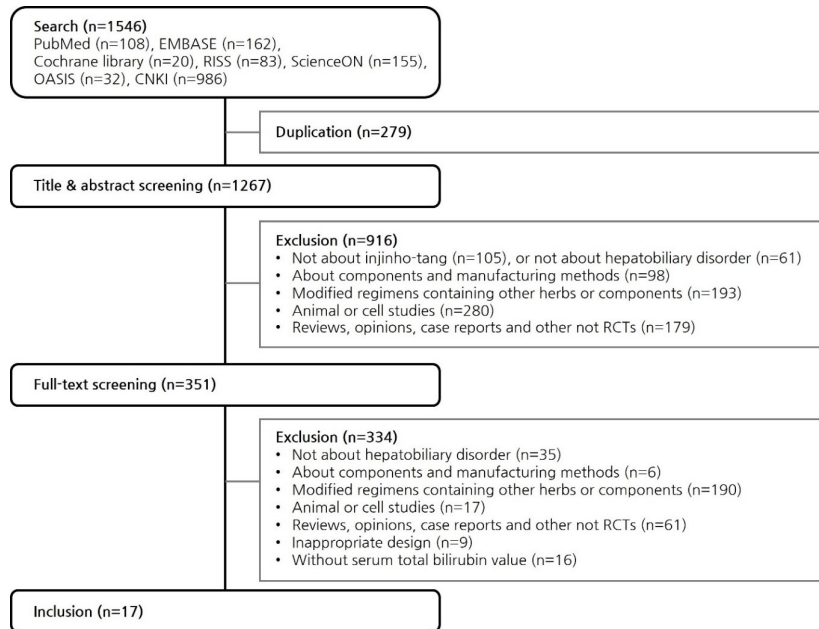 Search (n=1546)
PubMed (n=108), EMBASE (n=162),
Cochrane library (n=20), RISS (n=83), ScienceON (n=155),
OASIS (n=32), CNKI (n=986)
Duplication (n=279)
Title & abstract screening (n=1267)
Exclusion (n=916)
• Not about injinho-tang (n=105), or not about hepatobiliary disorder (n=61)
• About components and manufacturing methods (n=98)
• Modified regimens containing other herbs or components (n=193)
• Animal or cell studies (n=280)
• Reviews, opinions, case reports and other not RCTs (n=179)
Full-text screening (n=351)
Exclusion (n=334)
• Not about hepatobiliary disorder (n=35)
• About components and manufacturing methods (n=6)
• Modified regimens containing other herbs or components (n=190)
• Animal or cell studies (n=17)
• Reviews, opinions, case reports and other not RCTs (n=61)
• Inappropriate design (n=9)
• Without serum total bilirubin value (n=16)
Inclusion (n=17)